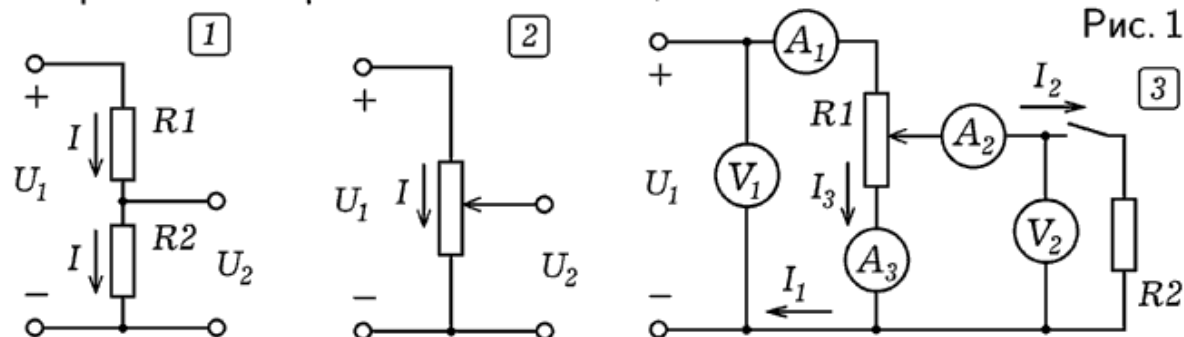 Рис. 1
1
+
I
R1
U₁
I
R2
U₂
−
2
+
U₁
I
U₂
−
3
+
A₁
R1
I₂
A₂
U₁
V₁
I₃
V₂
A₃
R2
I₁
−